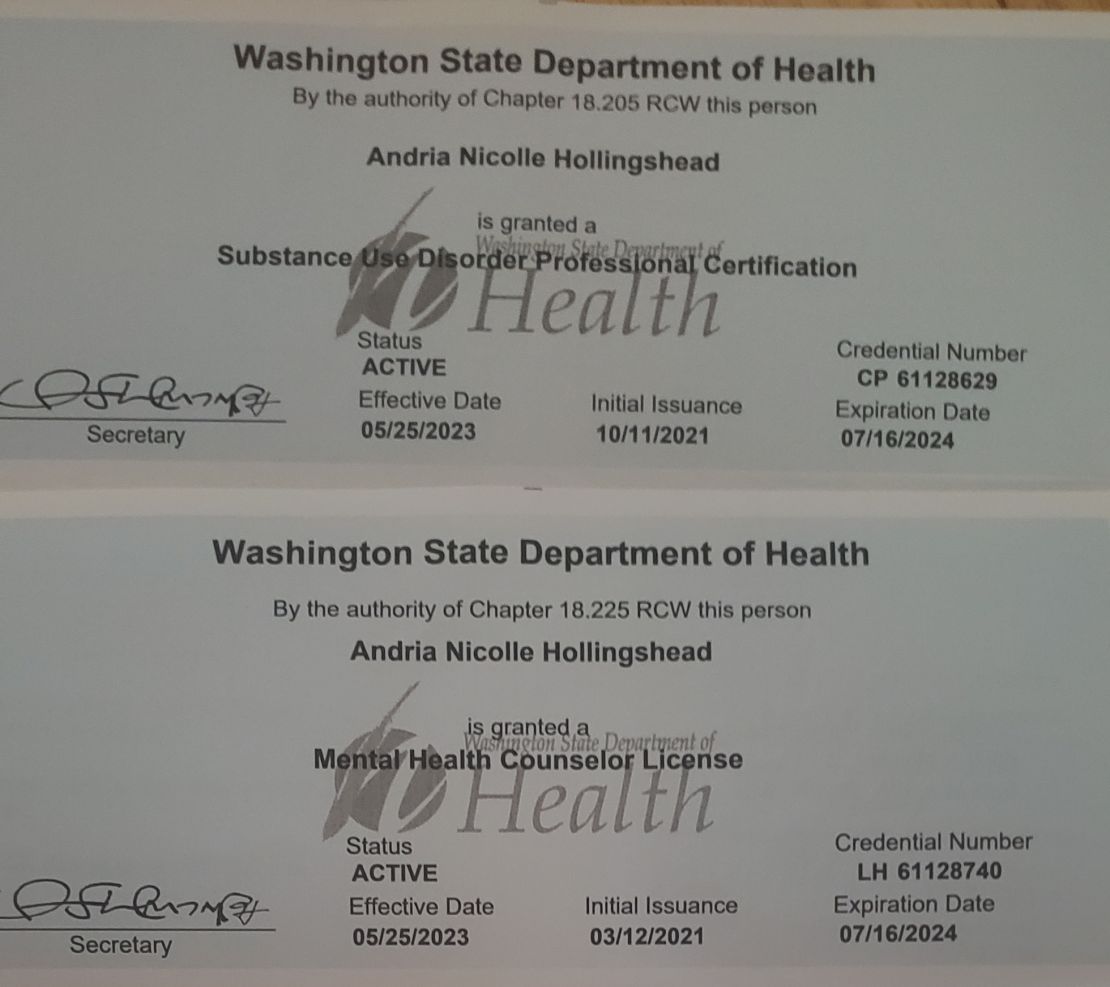 Washington State Department of Health
By the authority of Chapter 18.205 RCW this person
Andria Nicolle Hollingshead
is granted a
Washington State Department of
Substance Use Disorder Professional Certification
Health
Status
ACTIVE
Credential Number
CP 61128629
Effective Date
05/25/2023
Initial Issuance
10/11/2021
Expiration Date
07/16/2024
Secretary
Washington State Department of Health
By the authority of Chapter 18.225 RCW this person
Andria Nicolle Hollingshead
is granted a
Washington State Department of
Mental Health Counselor License
Health
Status
ACTIVE
Credential Number
LH 61128740
Effective Date
05/25/2023
Initial Issuance
03/12/2021
Expiration Date
07/16/2024
Secretary